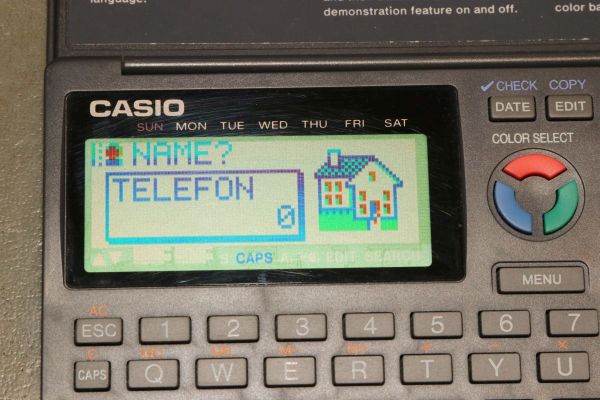 language.
demonstration feature on and off.
color ba
CASIO
SUN MON TUE WED THU FRI SAT
NAME?
TELEFON
0
CAPS EDIT SEARCH
CHECK COPY
DATE EDIT
COLOR SELECT
MENU
AC
ESC 1 2 3 4 5 6 7
C
CAPS Q W E R T Y U